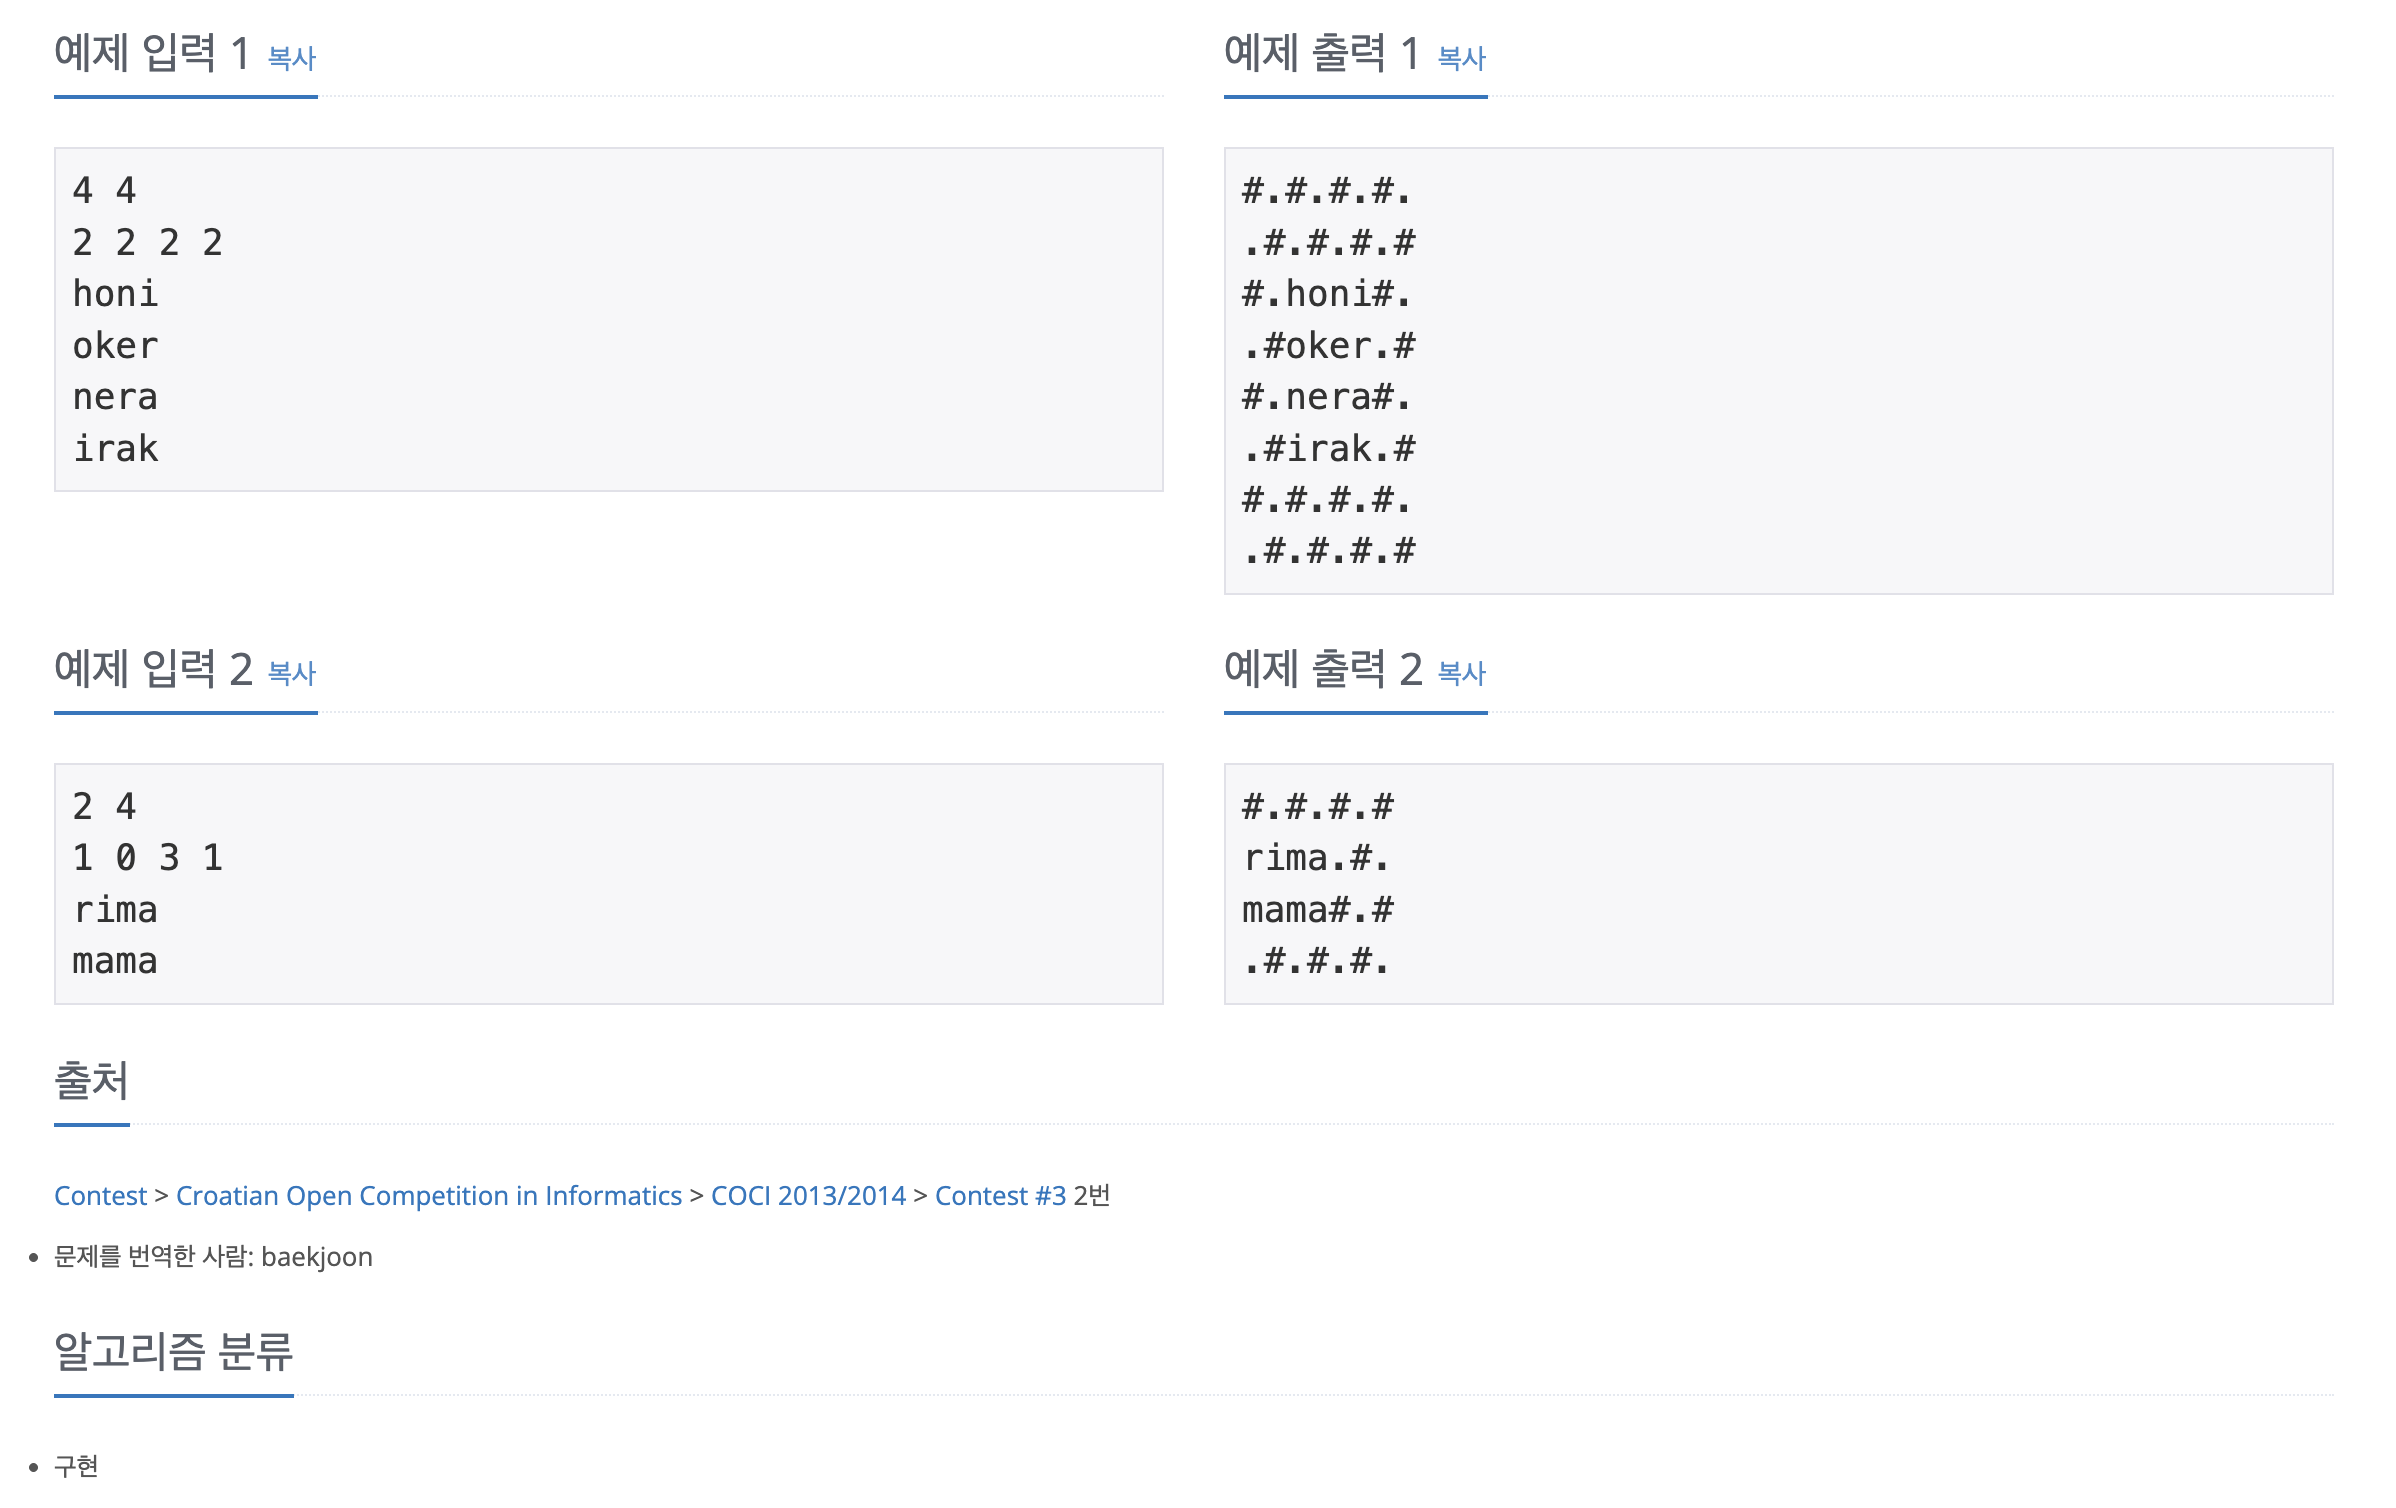 예제 입력 1 복사
4 4
2 2 2 2
honi
oker
nera
irak
예제 출력 1 복사
#.#.#.#.
.#.#.#.#
#.honi#.
.#oker.#
#.nera#.
.#irak.#
#.#.#.#.
.#.#.#.#
예제 입력 2 복사
2 4
1 0 3 1
rima
mama
예제 출력 2 복사
#.#.#.#
rima.#.
mama#.#
.#.#.#.
출처
Contest > Croatian Open Competition in Informatics > COCI 2013/2014 > Contest #3 2번
• 문제를 번역한 사람: baekjoon
알고리즘 분류
• 구현